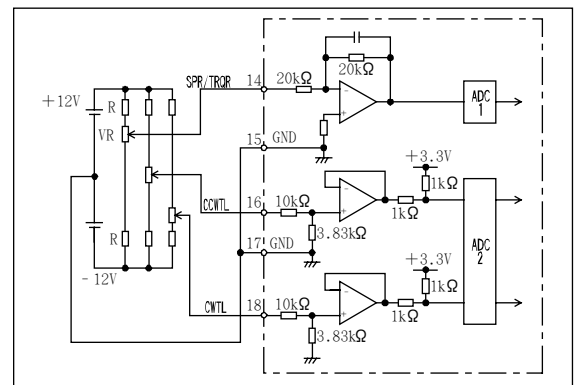 SPR/TRQR
14
20kΩ
20kΩ
ADC
1
+12V
R
VR
15
GND
+3.3V
1kΩ
CCWTL
16
10kΩ
1kΩ
3.83kΩ
ADC
2
17
GND
R
-12V
+3.3V
1kΩ
CWTL
18
10kΩ
1kΩ
3.83kΩ
- 
+
-
+
-
+